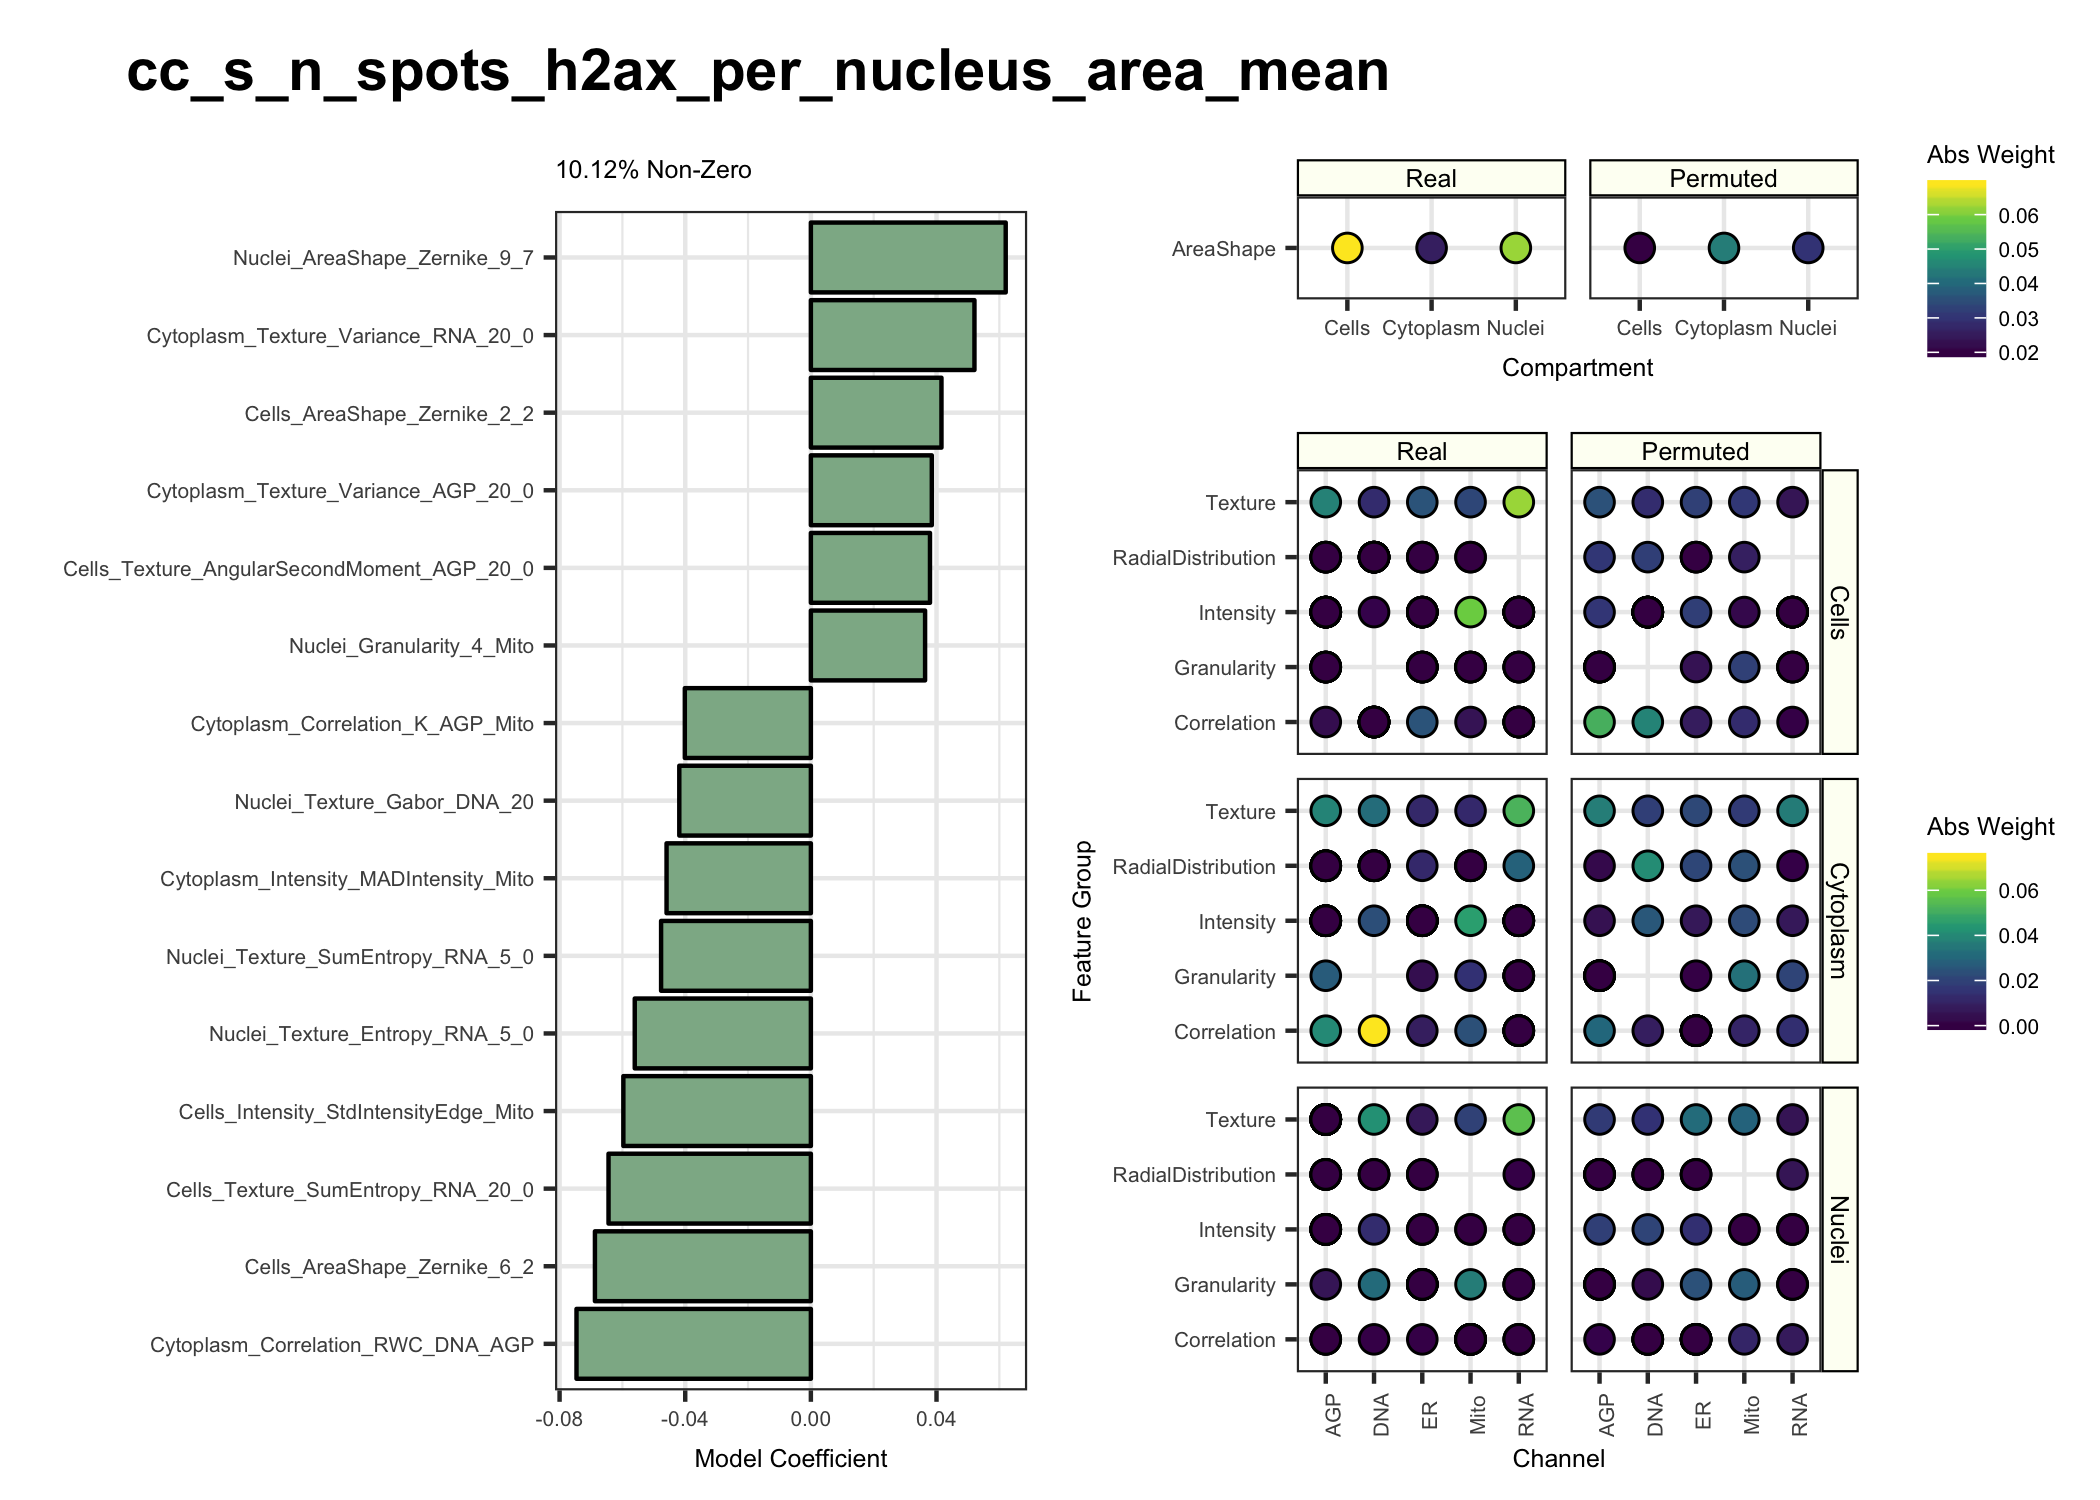 cc_s_n_spots_h2ax_per_nucleus_area_mean
10.12% Non-Zero
Nuclei_AreaShape_Zernike_9_7
Cytoplasm_Texture_Variance_RNA_20_0
Cells_AreaShape_Zernike_2_2
Cytoplasm_Texture_Variance_AGP_20_0
Cells_Texture_AngularSecondMoment_AGP_20_0
Nuclei_Granularity_4_Mito
Cytoplasm_Correlation_K_AGP_Mito
Nuclei_Texture_Gabor_DNA_20
Cytoplasm_Intensity_MADIntensity_Mito
Nuclei_Texture_SumEntropy_RNA_5_0
Nuclei_Texture_Entropy_RNA_5_0
Cells_Intensity_StdIntensityEdge_Mito
Cells_Texture_SumEntropy_RNA_20_0
Cells_AreaShape_Zernike_6_2
Cytoplasm_Correlation_RWC_DNA_AGP
-0.08 -0.04 0.00 0.04
Model Coefficient
Real Permuted
AreaShape
Cells Cytoplasm Nuclei Cells Cytoplasm Nuclei
Compartment
Abs Weight
0.06
0.05
0.04
0.03
0.02
Real Permuted
Feature Group
Texture
RadialDistribution
Intensity
Granularity
Correlation
Cells
Texture
RadialDistribution
Intensity
Granularity
Correlation
Cytoplasm
Texture
RadialDistribution
Intensity
Granularity
Correlation
Nuclei
AGP DNA ER Mito RNA AGP DNA ER Mito RNA
Channel
Abs Weight
0.06
0.04
0.02
0.00